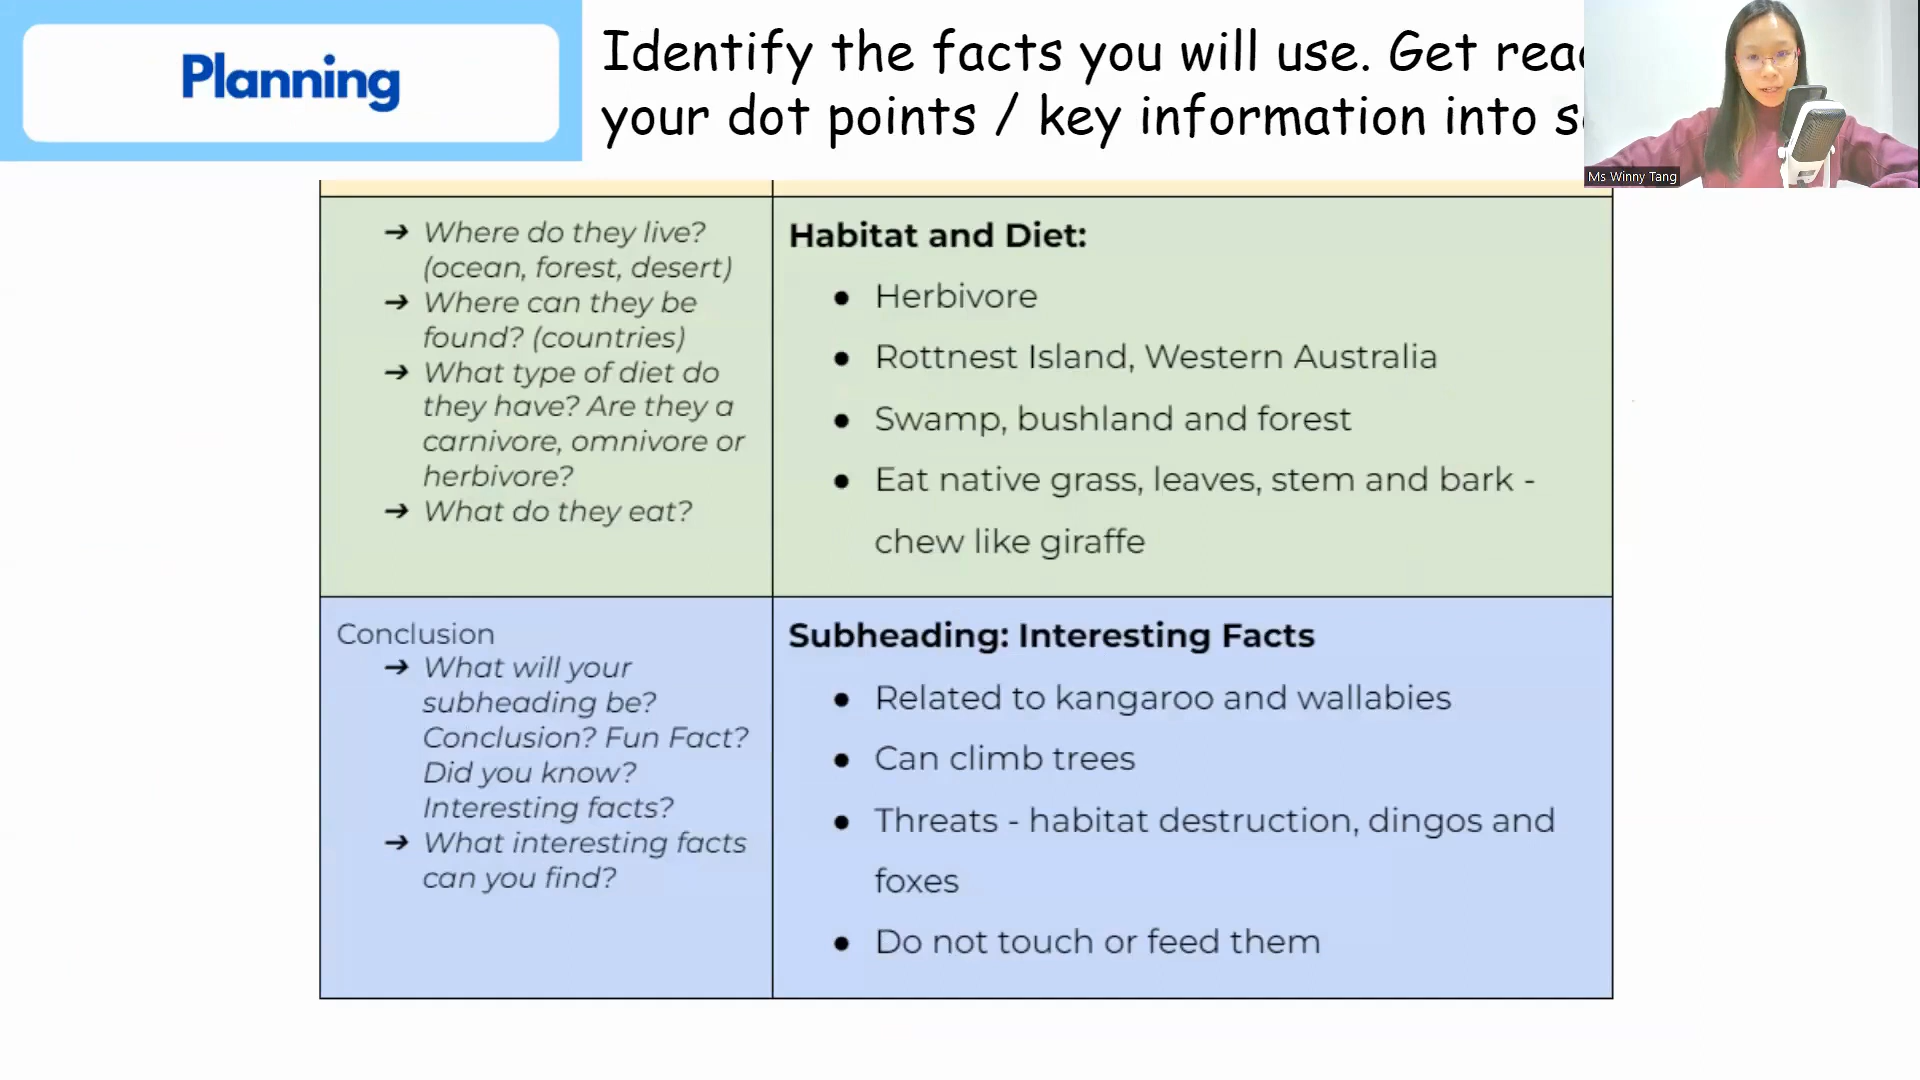 Planning
Identify the facts you will use. Get
your dot points / key information into
Ms Winny Tang
➔ Where do they live?
(ocean, forest, desert)
➔ Where can they be
found? (countries)
➔ What type of diet do
they have? Are they a
carnivore, omnivore or
herbivore?
➔ What do they eat?
Habitat and Diet:
● Herbivore
● Rottnest Island, Western Australia
● Swamp, bushland and forest
● Eat native grass, leaves, stem and bark -
chew like giraffe
Conclusion
➔ What will your
subheading be?
Conclusion? Fun Fact?
Did you know?
Interesting facts?
➔ What interesting facts
can you find?
Subheading: Interesting Facts
● Related to kangaroo and wallabies
● Can climb trees
● Threats - habitat destruction, dingos and
foxes
● Do not touch or feed them